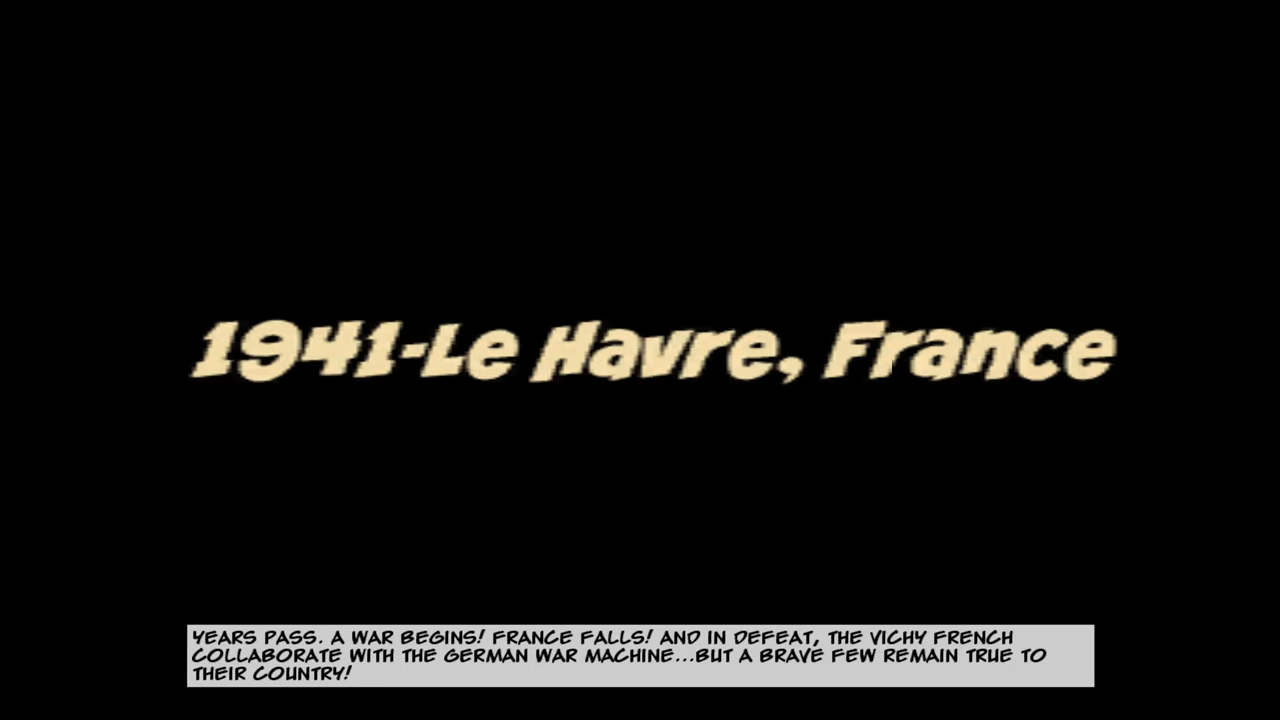 1941-Le Havre, France
YEARS PASS. A WAR BEGINS! FRANCE FALLS! AND IN DEFEAT, THE VICHY FRENCH
COLLABORATE WITH THE GERMAN WAR MACHINE...BUT A BRAVE FEW REMAIN TRUE TO
THEIR COUNTRY!